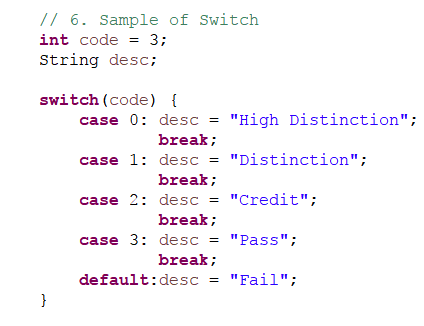 // 6. Sample of Switch
int code = 3;
String desc;

switch(code) {
    case 0: desc = "High Distinction";
            break;
    case 1: desc = "Distinction";
            break;
    case 2: desc = "Credit";
            break;
    case 3: desc = "Pass";
            break;
    default:desc = "Fail";
}